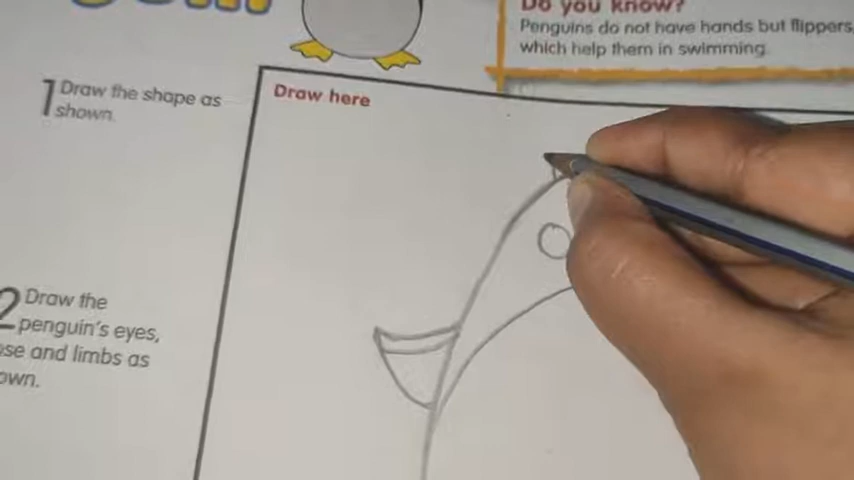 Do you know?
Penguins do not have hands but flippers,
which help them in swimming.
Draw here
1 Draw the shape as
shown.
2 Draw the
penguin's eyes,
se and limbs as
own.